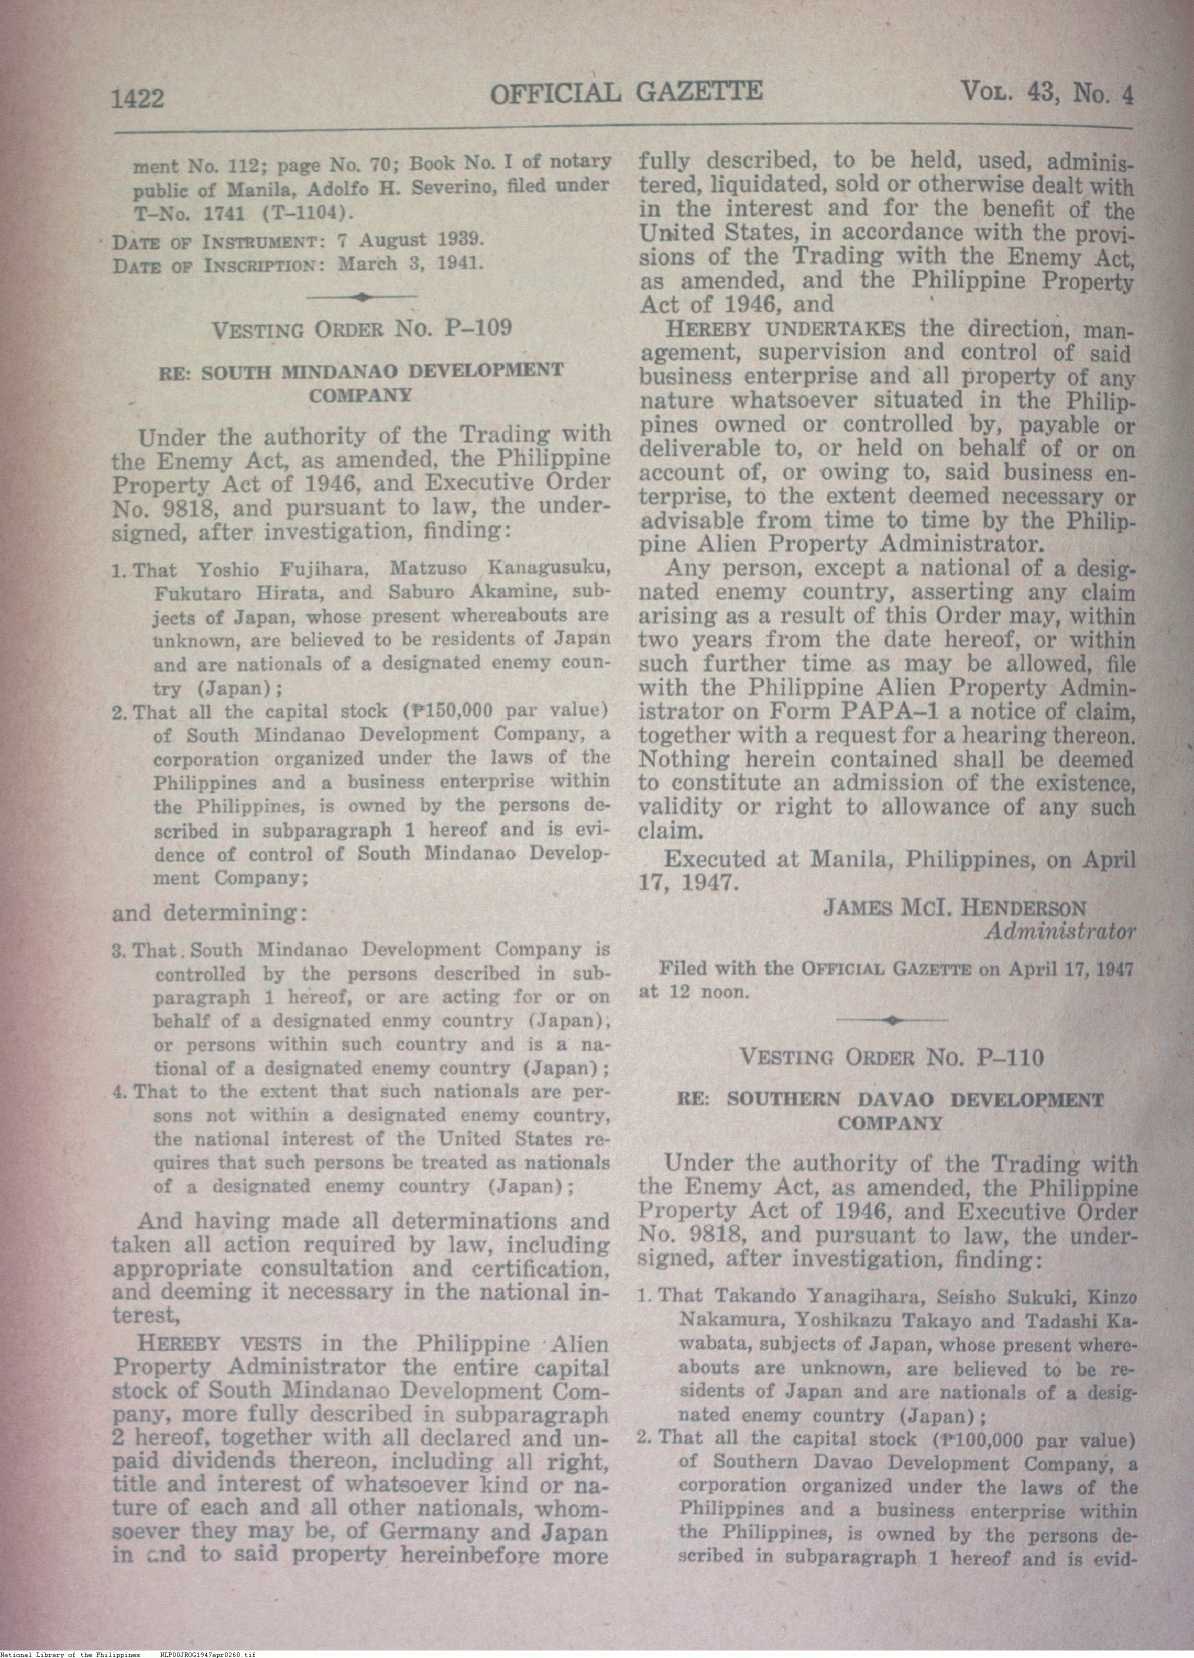 1422
OFFICIAL GAZETTE
VOL. 43, No. 4
ment No. 112; page No. 70; Book No. I of notary
public of Manila, Adolfo H. Severino, filed under
T–No. 1741 (T–1104).
DATE OF INSTRUMENT: 7 August 1939.
DATE OF INSCRIPTION: March 3, 1941.
VESTING ORDER NO. P–109
RE: SOUTH MINDANAO DEVELOPMENT
COMPANY
Under the authority of the Trading with
the Enemy Act, as amended, the Philippine
Property Act of 1946, and Executive Order
No. 9818, and pursuant to law, the under-
signed, after investigation, finding:
1. That Yoshio Fujihara, Matzuso Kanagusuku,
Fukutaro Hirata, and Saburo Akamine, sub-
jects of Japan, whose present whereabouts are
unknown, are believed to be residents of Japan
and are nationals of a designated enemy coun-
try (Japan);
2. That all the capital stock (₱150,000 par value)
of South Mindanao Development Company, a
corporation organized under the laws of the
Philippines and a business enterprise within
the Philippines, is owned by the persons de-
scribed in subparagraph 1 hereof and is evi-
dence of control of South Mindanao Develop-
ment Company;
and determining:
3. That South Mindanao Development Company is
controlled by the persons described in sub-
paragraph 1 hereof, or are acting for or on
behalf of a designated enmy country (Japan),
or persons within such country and is a na-
tional of a designated enemy country (Japan);
4. That to the extent that such nationals are per-
sons not within a designated enemy country,
the national interest of the United States re-
quires that such persons be treated as nationals
of a designated enemy country (Japan);
And having made all determinations and
taken all action required by law, including
appropriate consultation and certification,
and deeming it necessary in the national in-
terest,
HEREBY VESTS in the Philippine Alien
Property Administrator the entire capital
stock of South Mindanao Development Com-
pany, more fully described in subparagraph
2 hereof, together with all declared and un-
paid dividends thereon, including all right,
title and interest of whatsoever kind or na-
ture of each and all other nationals, whom-
soever they may be, of Germany and Japan
in and to said property hereinbefore more
fully described, to be held, used, adminis-
tered, liquidated, sold or otherwise dealt with
in the interest and for the benefit of the
United States, in accordance with the provi-
sions of the Trading with the Enemy Act,
as amended, and the Philippine Property
Act of 1946, and
HEREBY UNDERTAKES the direction, man-
agement, supervision and control of said
business enterprise and all property of any
nature whatsoever situated in the Philip-
pines owned or controlled by, payable or
deliverable to, or held on behalf of or on
account of, or owing to, said business en-
terprise, to the extent deemed necessary or
advisable from time to time by the Philip-
pine Alien Property Administrator.
Any person, except a national of a desig-
nated enemy country, asserting any claim
arising as a result of this Order may, within
two years from the date hereof, or within
such further time as may be allowed, file
with the Philippine Alien Property Admin-
istrator on Form PAPA–1 a notice of claim,
together with a request for a hearing thereon.
Nothing herein contained shall be deemed
to constitute an admission of the existence,
validity or right to allowance of any such
claim.
Executed at Manila, Philippines, on April
17, 1947.
JAMES MCI. HENDERSON
Administrator
Filed with the OFFICIAL GAZETTE on April 17, 1947
at 12 noon.
VESTING ORDER NO. P–110
RE: SOUTHERN DAVAO DEVELOPMENT
COMPANY
Under the authority of the Trading with
the Enemy Act, as amended, the Philippine
Property Act of 1946, and Executive Order
No. 9818, and pursuant to law, the under-
signed, after investigation, finding:
1. That Takando Yanagihara, Seisho Sukuki, Kinzo
Nakamura, Yoshikazu Takayo and Tadashi Ka-
wabata, subjects of Japan, whose present where-
abouts are unknown, are believed to be re-
sidents of Japan and are nationals of a desig-
nated enemy country (Japan);
2. That all the capital stock (₱100,000 par value)
of Southern Davao Development Company, a
corporation organized under the laws of the
Philippines and a business enterprise within
the Philippines, is owned by the persons de-
scribed in subparagraph 1 hereof and is evid-
National Library of the Philippines NLP00JROG1947apr0260.tif